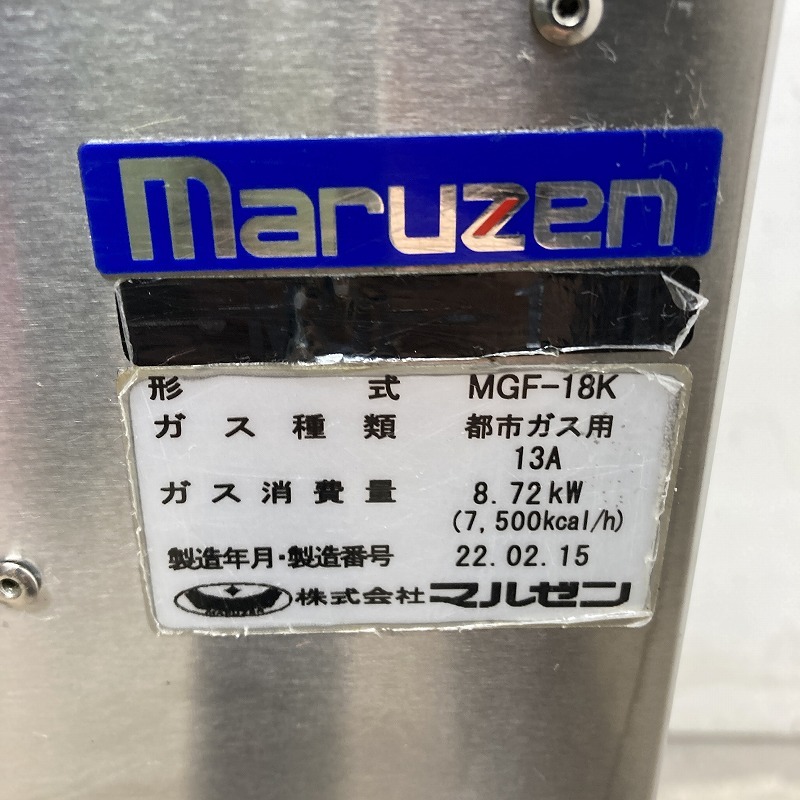 maruzen
形式 MGF-18K
ガス種類 都市ガス用
13A
ガス消費量 8.72kW
(7,500kcal/h)
製造年月・製造番号 22.02.15
MARUZEN 株式会社 マルゼン